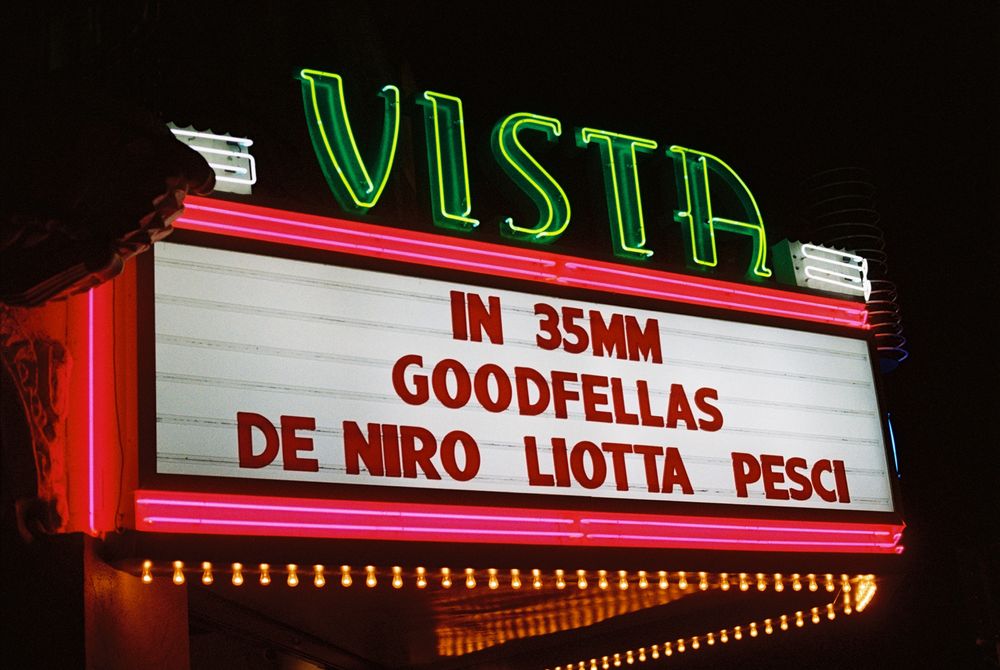 VISTA
IN 35MM
GOODFELLAS
DE NIRO LIOTTA PESCI